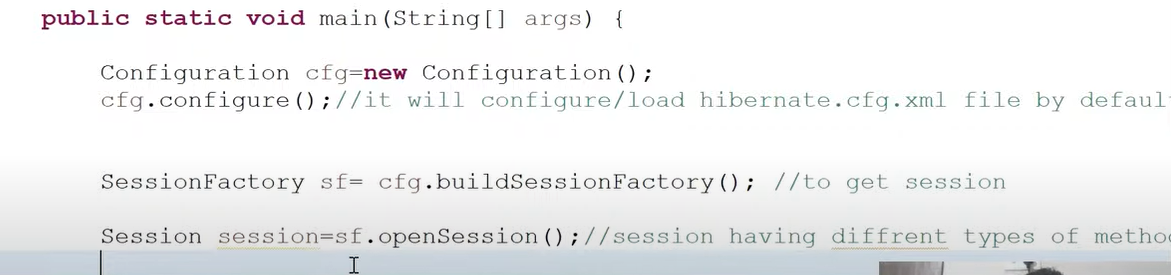 public static void main(String[] args) {
Configuration cfg=new Configuration();
cfg.configure();//it will configure/load hibernate.cfg.xml file by defaul
SessionFactory sf= cfg.buildSessionFactory(); //to get session
Session session=sf.openSession();//session having diffrent types of